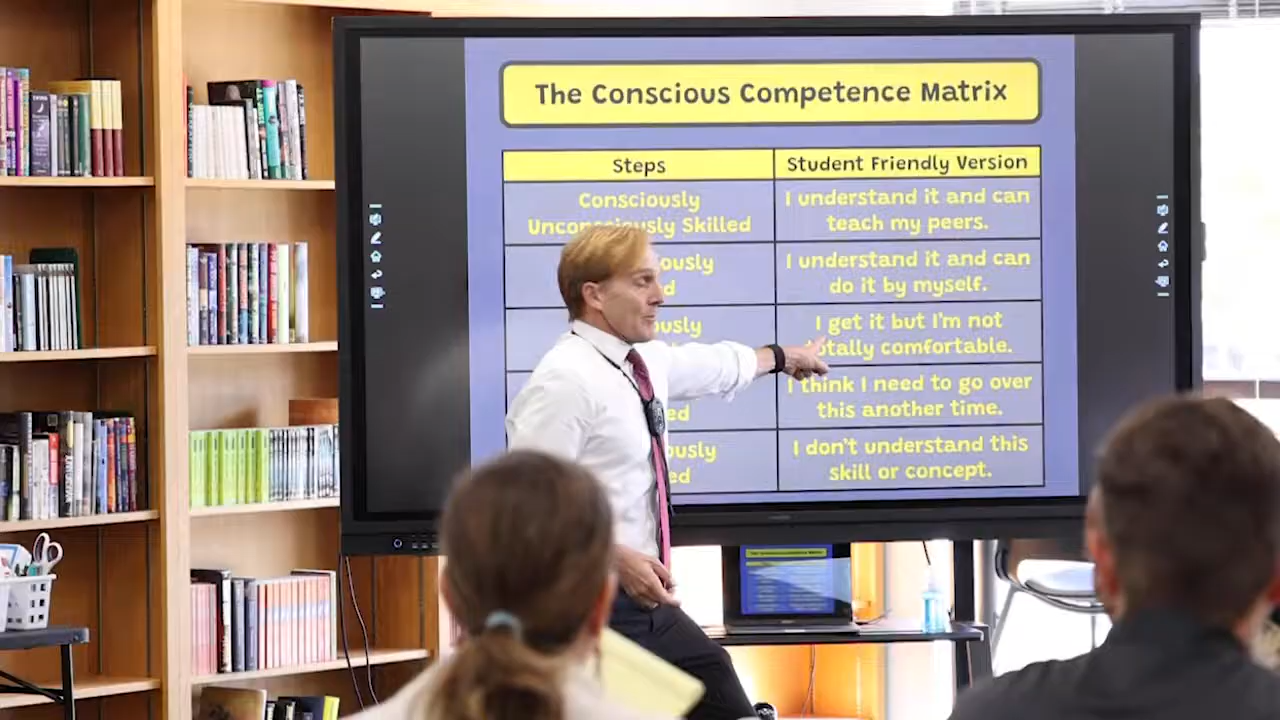 The Conscious Competence Matrix
Steps
Student Friendly Version
Consciously
Unconsciously Skilled
I understand it and can
teach my peers.
I understand it and can
do it by myself.
I get it but I'm not
totally comfortable.
I think I need to go over
this another time.
I don't understand this
skill or concept.